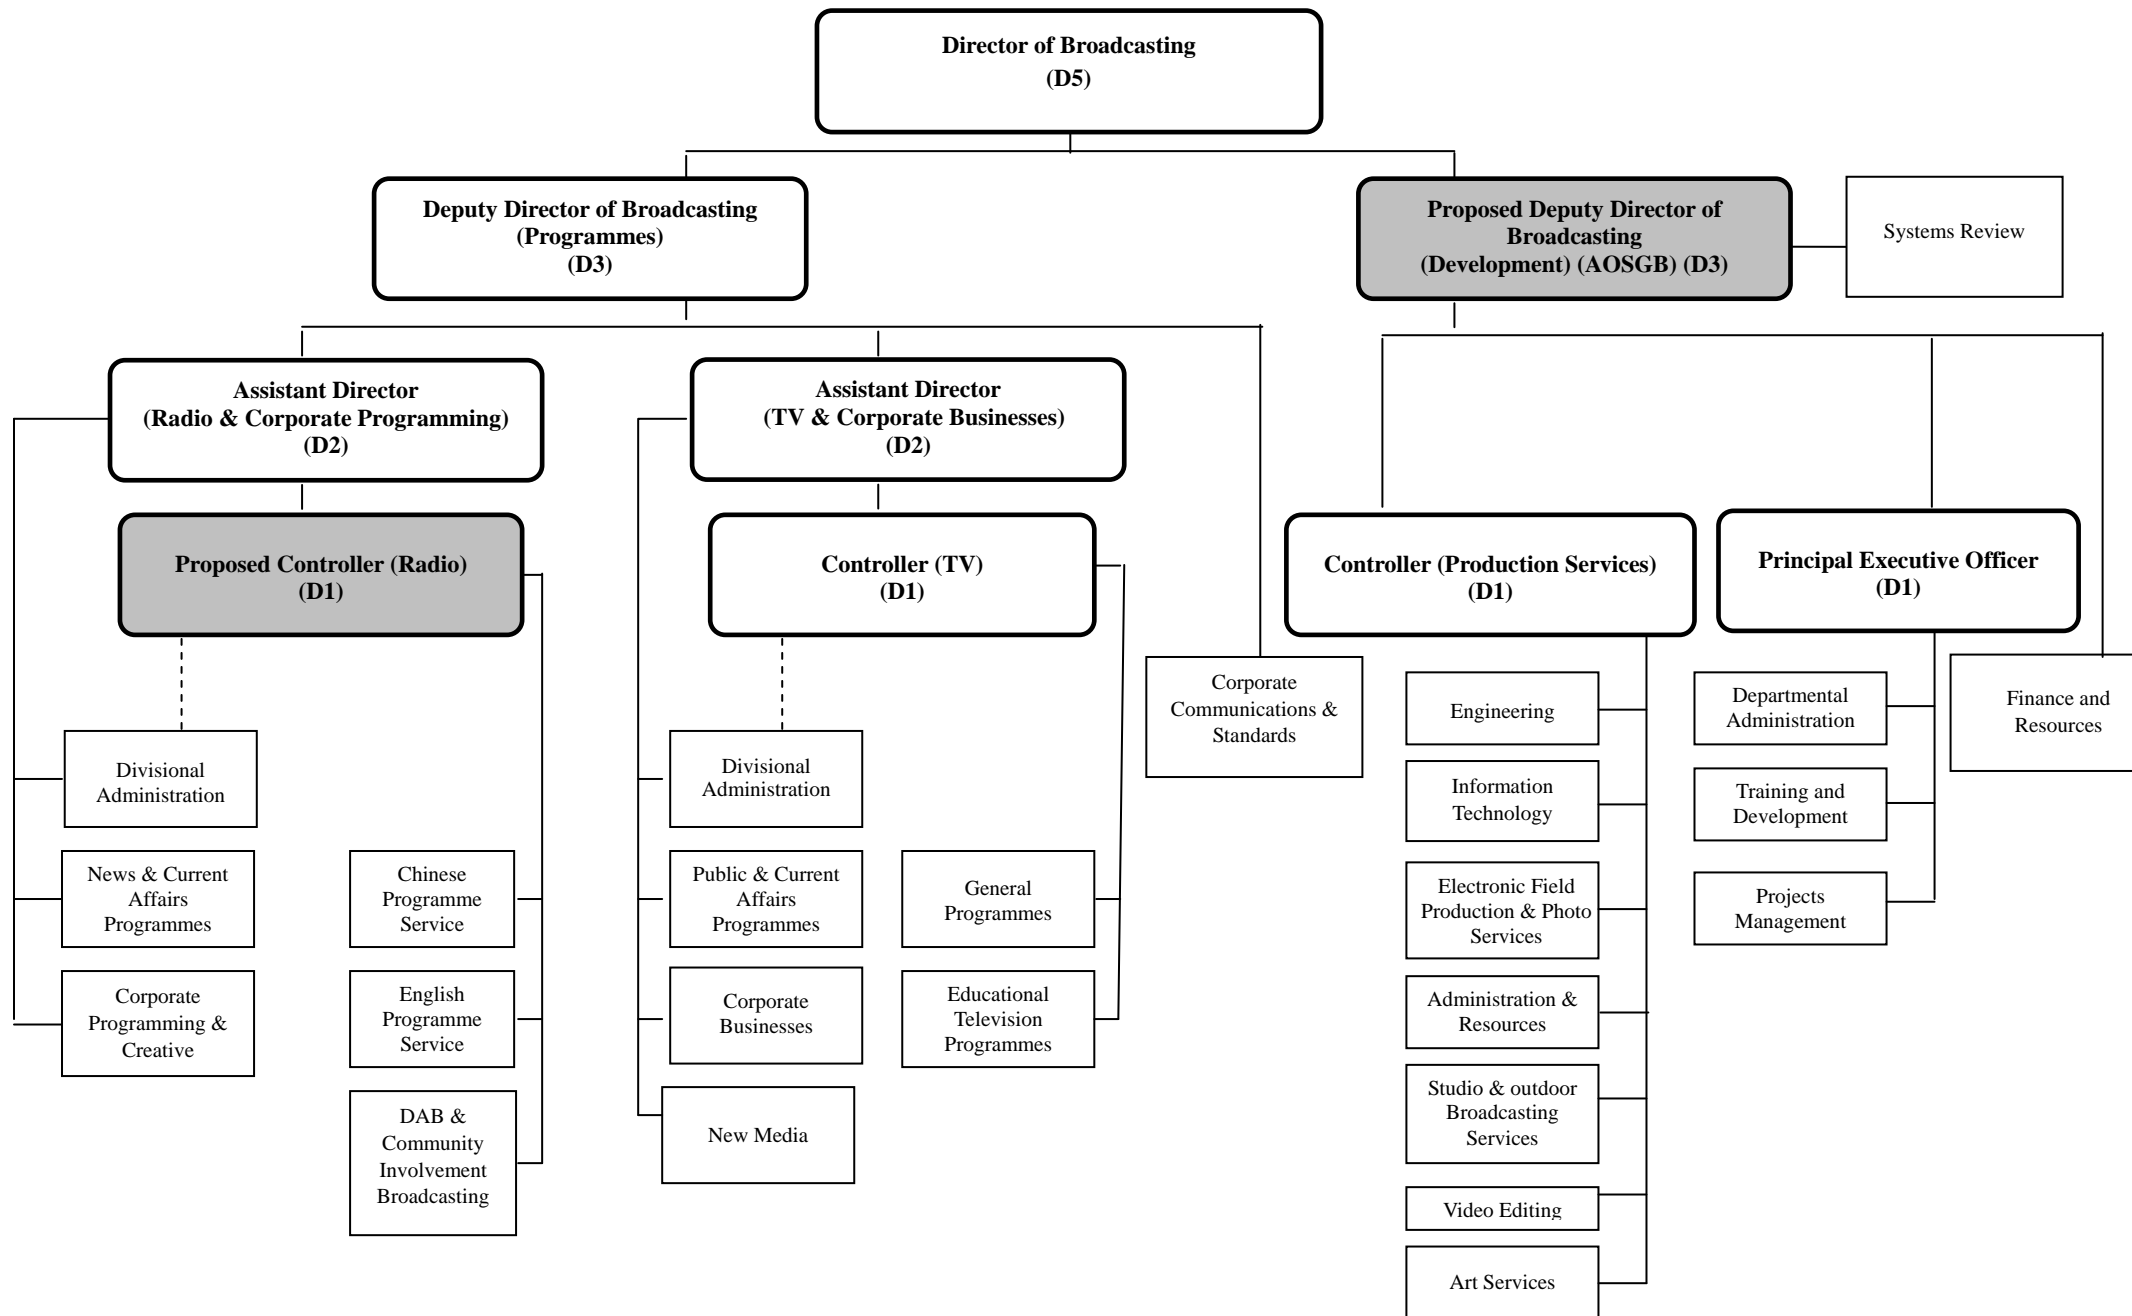 Director of Broadcasting
(D5)
Deputy Director of Broadcasting
(Programmes)
(D3)
Proposed Deputy Director of
Broadcasting
(Development) (AOSGB) (D3)
Systems Review
Assistant Director
(Radio & Corporate Programming)
(D2)
Assistant Director
(TV & Corporate Businesses)
(D2)
Proposed Controller (Radio)
(D1)
Controller (TV)
(D1)
Controller (Production Services)
(D1)
Principal Executive Officer
(D1)
Divisional
Administration
News & Current
Affairs
Programmes
Corporate
Programming &
Creative
Chinese
Programme
Service
English
Programme
Service
DAB &
Community
Involvement
Broadcasting
Divisional
Administration
Public & Current
Affairs
Programmes
Corporate
Businesses
New Media
General
Programmes
Educational
Television
Programmes
Corporate
Communications &
Standards
Engineering
Information
Technology
Electronic Field
Production & Photo
Services
Administration &
Resources
Studio & outdoor
Broadcasting
Services
Video Editing
Art Services
Departmental
Administration
Training and
Development
Projects
Management
Finance and
Resources